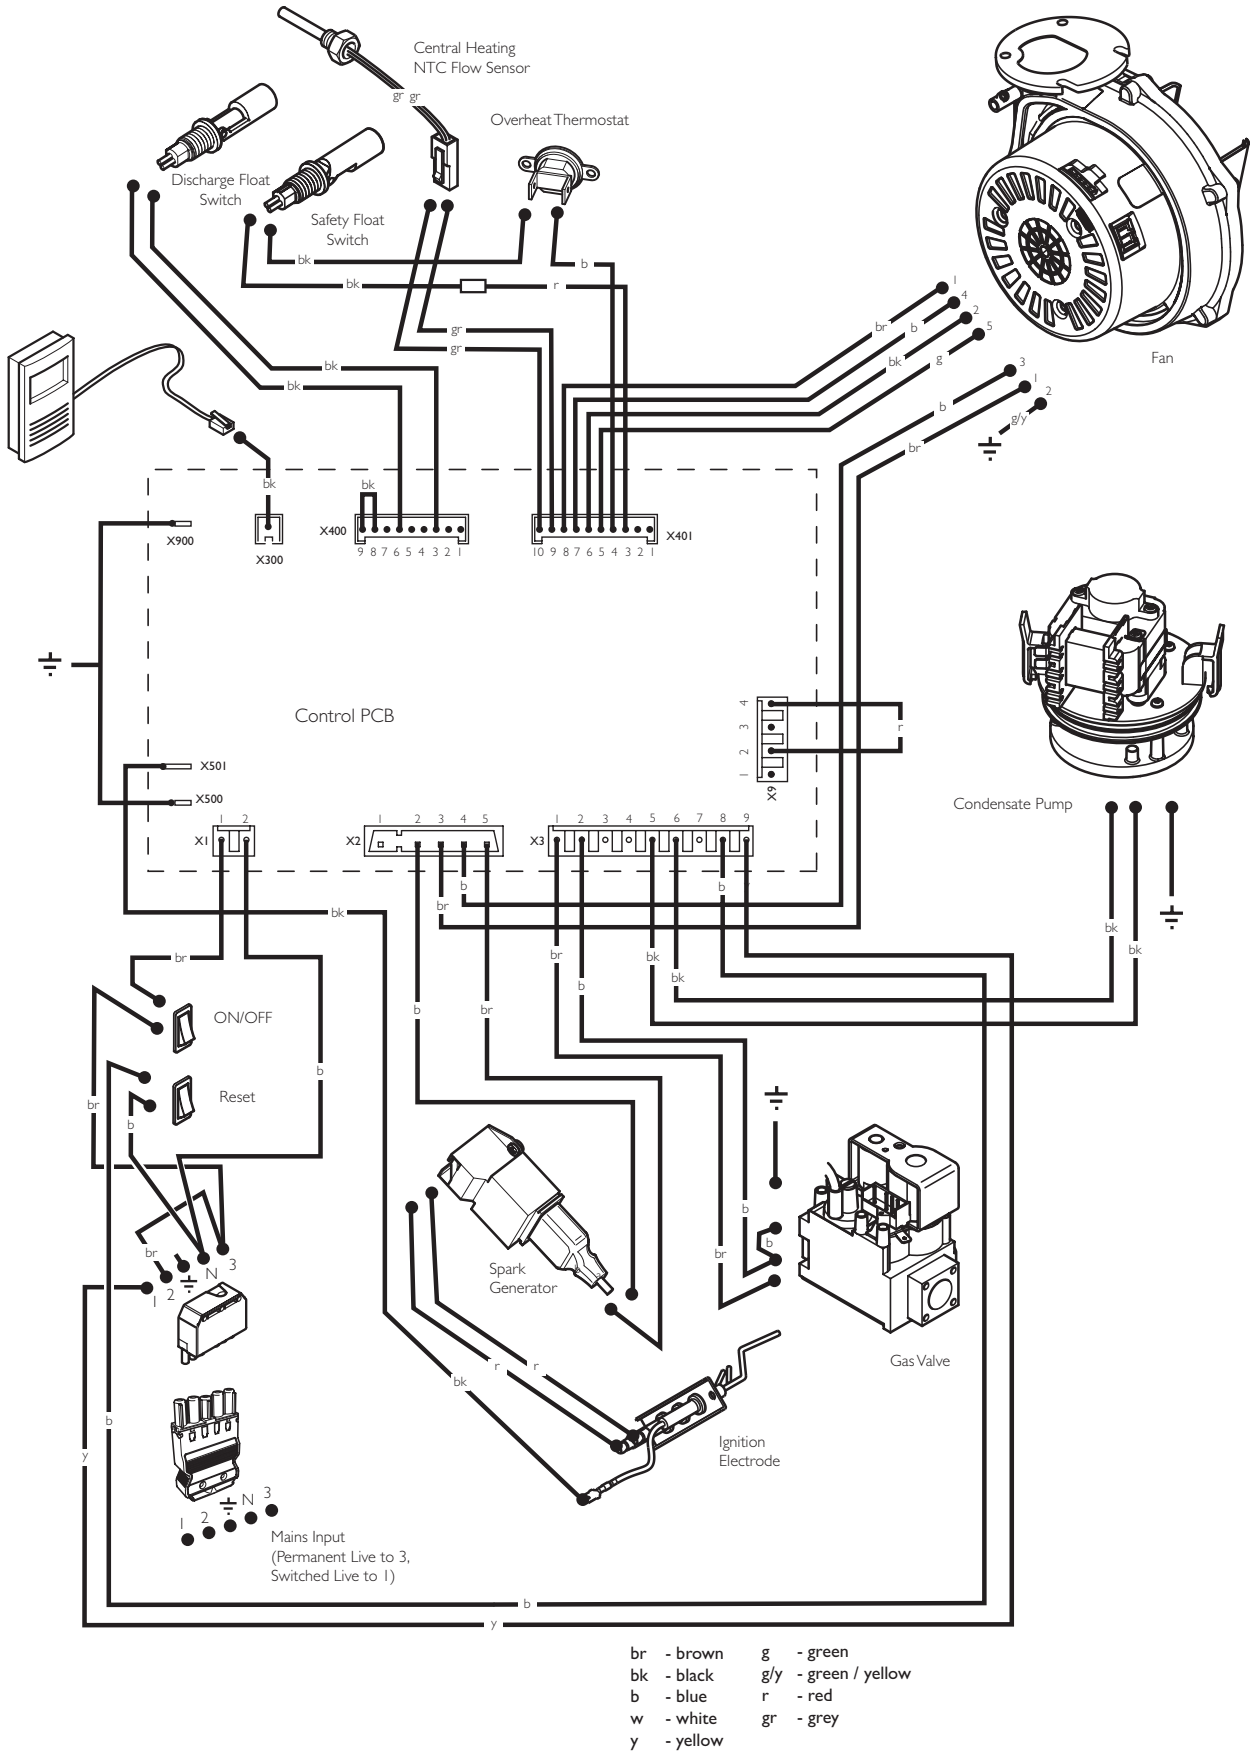 Central Heating
NTC Flow Sensor
gr gr
Overheat Thermostat
Discharge Float
Switch
Safety Float
Switch
bk
b
bk
r
gr
gr
bk
bk
1
4
2
5
br
b
bk
g
Fan
3
1
2
b
g/y
br
bk
bk
X900
X300
X400
9 8 7 6 5 4 3 2 1
10 9 8 7 6 5 4 3 2 1
X401
Control PCB
4
3
2
1
X9
r
X501
X500
Condensate Pump
1 2
X1
1 2 3 4 5
X2
1 2 3 4 5 6 7 8 9
X3
b
br
b
bk
br
bk
bk
b
bk
bk
br
b
br
ON/OFF
b
Reset
br
b
b
b
br
br
1 2 N 3
Spark
Generator
Gas Valve
r
r
bk
b
y
Ignition
Electrode
1 2 N 3
Mains Input
(Permanent Live to 3,
Switched Live to 1)
b
y
br - brown
bk - black
b - blue
w - white
y - yellow
g - green
g/y - green / yellow
r - red
gr - grey